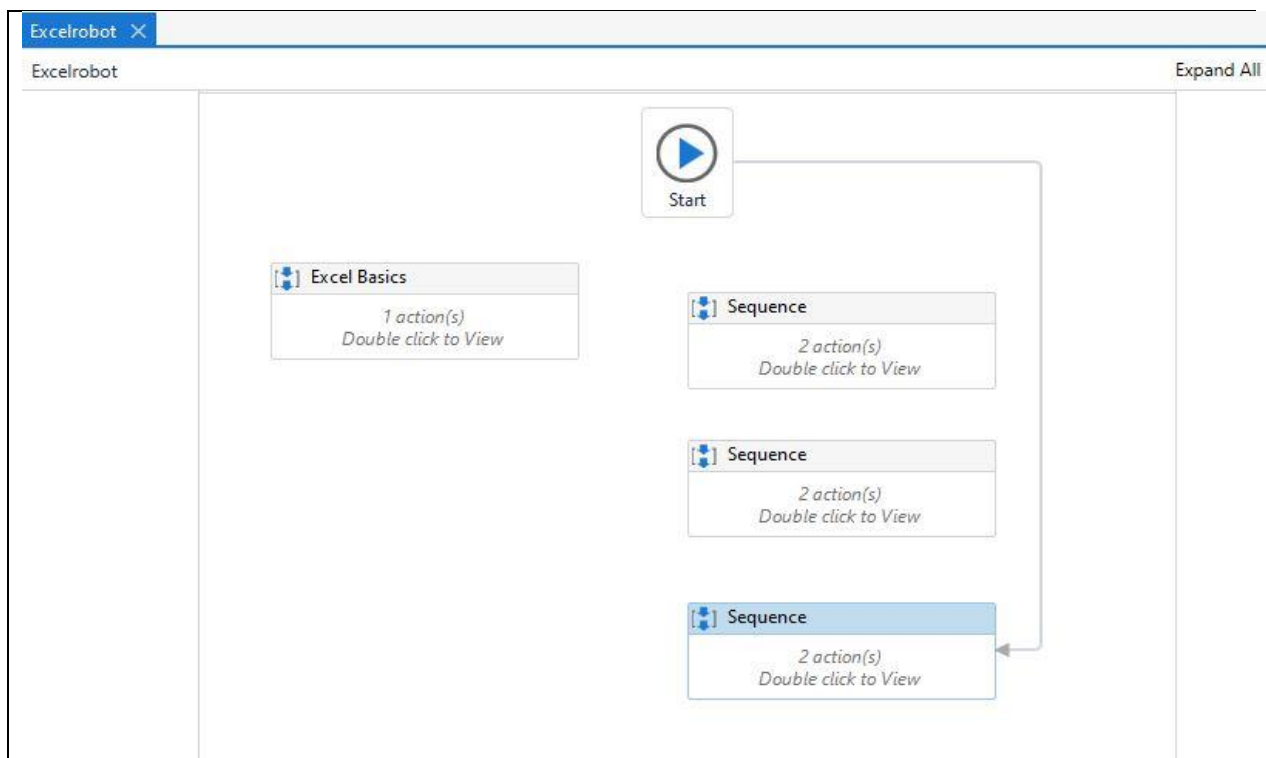 Excelrobot
Excelrobot
Expand All
Start
Excel Basics
1 action(s)
Double click to View
Sequence
2 action(s)
Double click to View
Sequence
2 action(s)
Double click to View
Sequence
2 action(s)
Double click to View